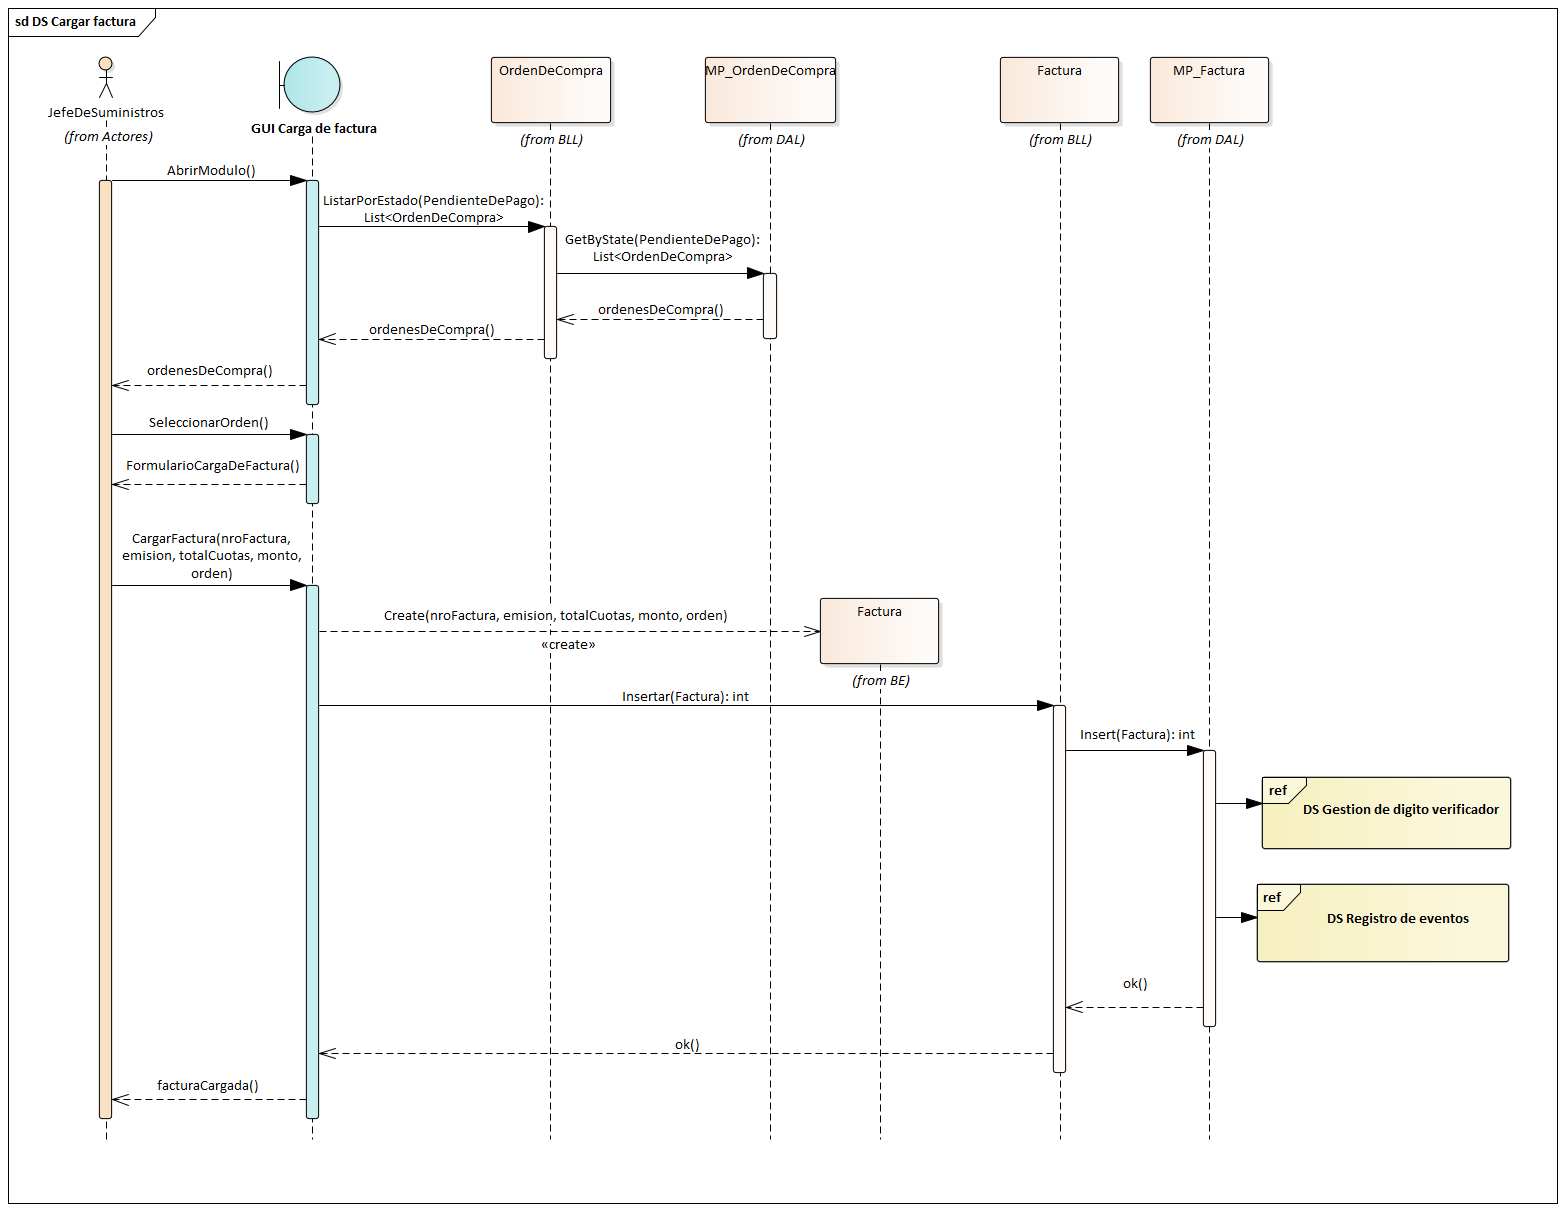 sd DS Cargar factura
JefeDeSuministros
(from Actores)
GUI Carga de factura
OrdenDeCompra
(from BLL)
MP_OrdenDeCompra
(from DAL)
Factura
(from BLL)
MP_Factura
(from DAL)
AbrirModulo()
ListarPorEstado(PendienteDePago):
List<OrdenDeCompra>
GetByState(PendienteDePago):
List<OrdenDeCompra>
ordenesDeCompra()
ordenesDeCompra()
ordenesDeCompra()
SeleccionarOrden()
FormularioCargaDeFactura()
CargarFactura(nroFactura,
emision, totalCuotas, monto,
orden)
Create(nroFactura, emision, totalCuotas, monto, orden)
«create»
Factura
(from BE)
Insertar(Factura): int
Insert(Factura): int
ref
DS Gestion de digito verificador
ref
DS Registro de eventos
ok()
ok()
facturaCargada()